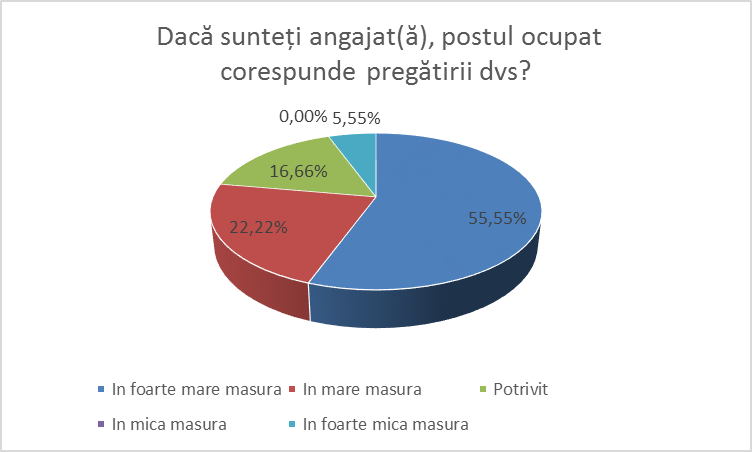 Dacă sunteți angajat(ă), postul ocupat
corespunde pregătirii dvs?
0,00%
5,55%
16,66%
22,22%
55,55%
In foarte mare masura
In mare masura
Potrivit
In mica masura
In foarte mica masura